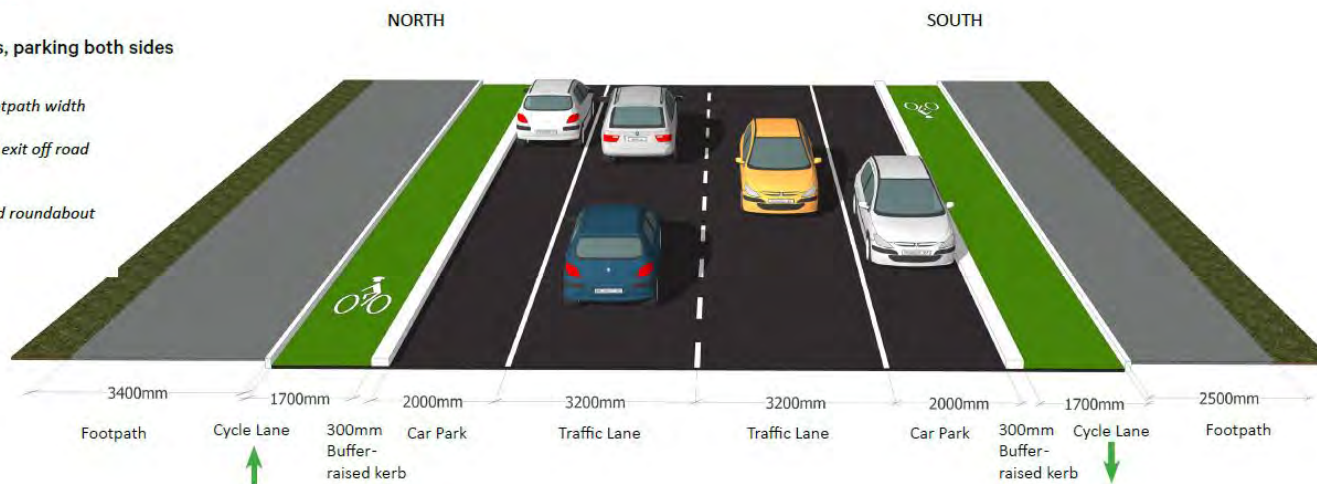 NORTH
SOUTH
s, parking both sides
tpath width
exit off road
d roundabout
3400mm
1700mm
2000mm
3200mm
3200mm
2000mm
1700mm
2500mm
Footpath
Cycle Lane
300mm
Buffer-
raised kerb
Car Park
Traffic Lane
Traffic Lane
Car Park
300mm
Buffer-
raised kerb
Cycle Lane
Footpath